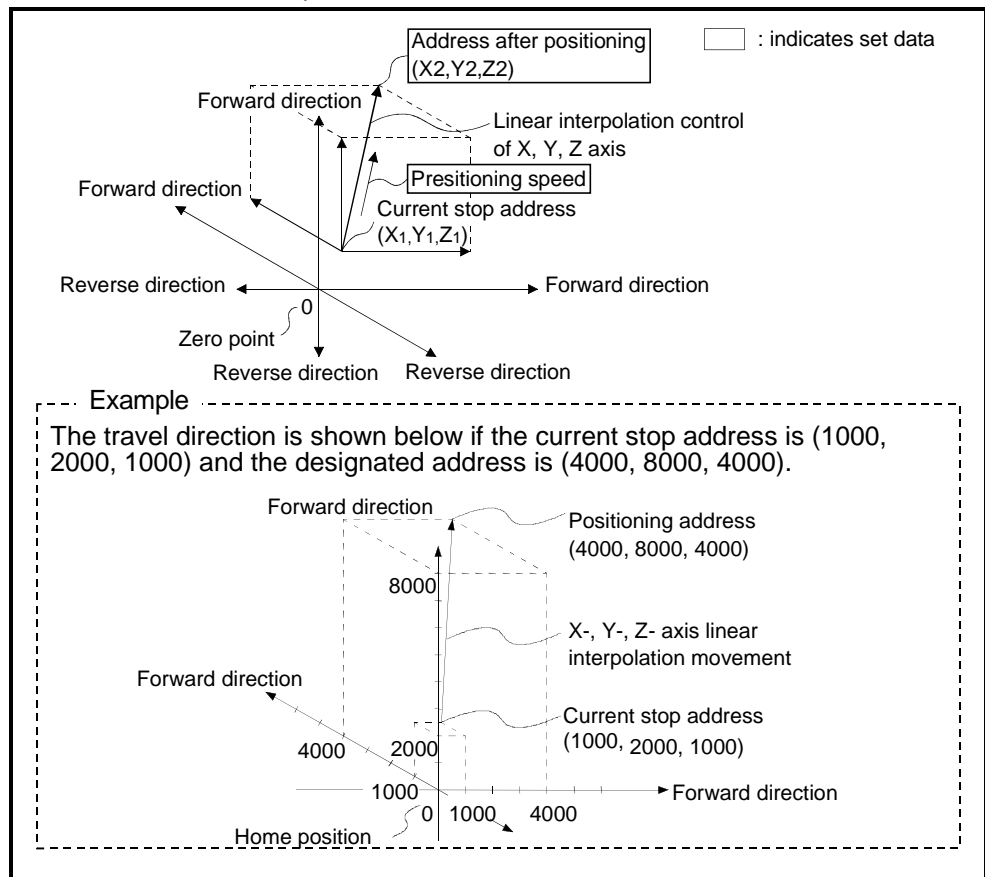 Address after positioning
(X2,Y2,Z2)
: indicates set data
Forward direction
Linear interpolation control
of X, Y, Z axis
Presitioning speed
Forward direction
Current stop address
(X1,Y1,Z1)
Reverse direction
Forward direction
0
Zero point
Reverse direction
Reverse direction
Example
The travel direction is shown below if the current stop address is (1000,
2000, 1000) and the designated address is (4000, 8000, 4000).
Forward direction
Positioning address
(4000, 8000, 4000)
8000
X-, Y-, Z- axis linear
interpolation movement
Forward direction
Current stop address
(1000, 2000, 1000)
4000
2000
1000
Forward direction
0
1000
4000
Home position